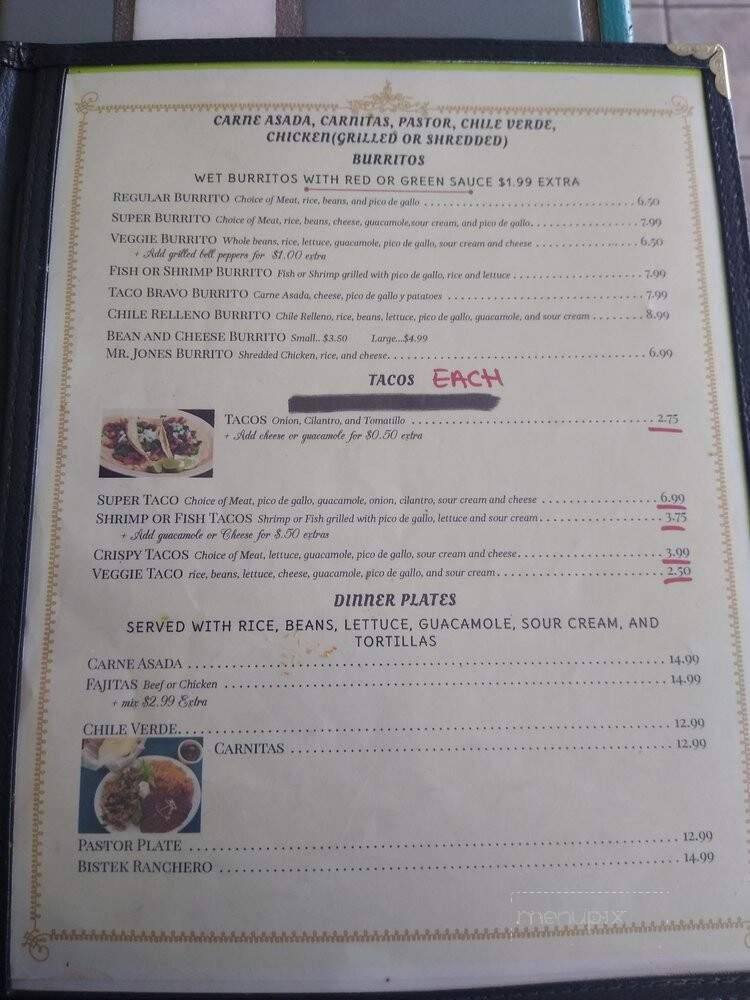 CARNE ASADA, CARNITAS, PASTOR, CHILE VERDE,
CHICKEN(GRILLED OR SHREDDED)
BURRITOS
WET BURRITOS WITH RED OR GREEN SAUCE $1.99 EXTRA
REGULAR BURRITO Choice of Meat, rice, beans, and pico de gallo 6.50
SUPER BURRITO Choice of Meat, rice, beans, cheese, guacamole,sour cream, and pico de gallo. 7.99
VEGGIE BURRITO Whole beans, rice, lettuce, guacamole, pico de gallo, sour cream and cheese 6.50
+ Add grilled bell peppers for $1.00 extra
FISH OR SHRIMP BURRITO Fish or Shrimp grilled with pico de gallo, rice and lettuce 7.99
TACO BRAVO BURRITO Carne Asada, cheese, pico de gallo y patatoes 7.99
CHILE RELLENO BURRITO Chile Relleno, rice, beans, lettuce, pico de gallo, guacamole, and sour cream 8.99
BEAN AND CHEESE BURRITO Small.. $3.50 Large...$4.99
MR. JONES BURRITO Shredded Chicken, rice, and cheese. 6.99
TACOS EACH
TACOS Onion, Cilantro, and Tomatillo 2.75
+ Add cheese or guacamole for $0.50 extra
SUPER TACO Choice of Meat, pico de gallo, guacamole, onion, cilantro, sour cream and cheese 6.99
SHRIMP OR FISH TACOS Shrimp or Fish grilled with pico de gallo, lettuce and sour cream. 3.75
+ Add guacamole or Cheese for $.50 extras
CRISPY TACOS Choice of Meat, lettuce, guacamole, pico de gallo, sour cream and cheese. 3.99
VEGGIE TACO rice, beans, lettuce, cheese, guacamole, pico de gallo, and sour cream. 2.50
DINNER PLATES
SERVED WITH RICE, BEANS, LETTUCE, GUACAMOLE, SOUR CREAM, AND
TORTILLAS
CARNE ASADA 14.99
FAJITAS Beef or Chicken 14.99
+ mix $2.99 Extra
CHILE VERDE 12.99
CARNITAS 12.99
PASTOR PLATE 12.99
BISTEK RANCHERO 14.99
menupix